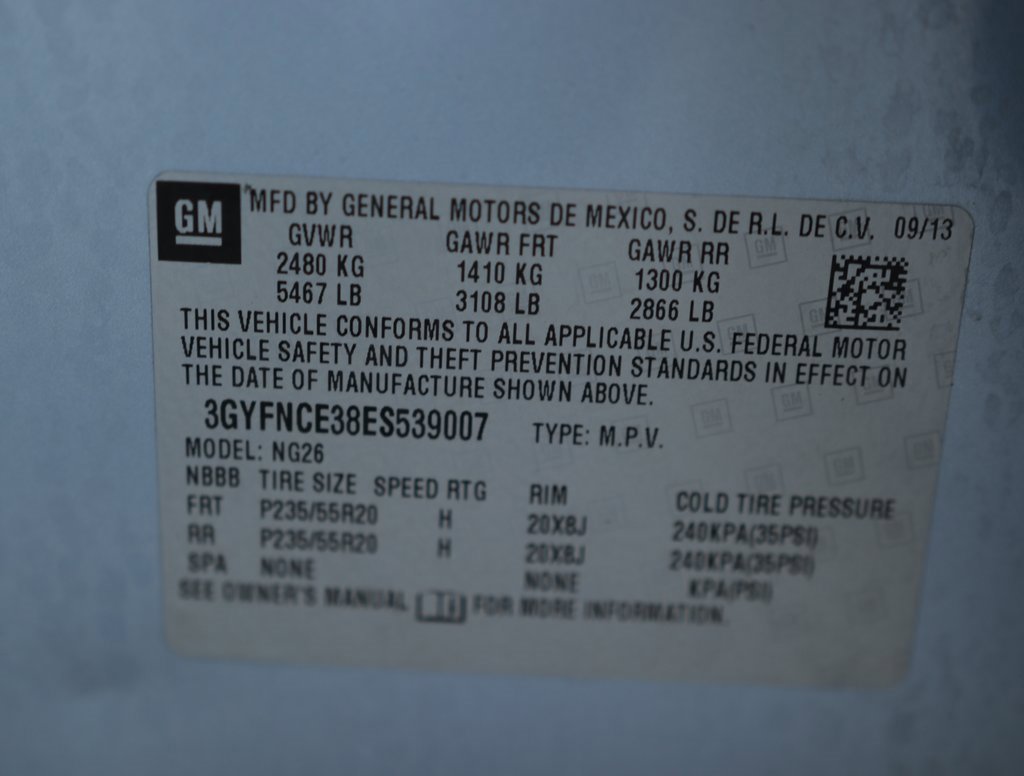 GM
MFD BY GENERAL MOTORS DE MEXICO, S. DE R.L. DE C.V. 09/13
GVWR GAWR FRT GAWR RR
2480 KG 1410 KG 1300 KG
5467 LB 3108 LB 2866 LB
THIS VEHICLE CONFORMS TO ALL APPLICABLE U.S. FEDERAL MOTOR
VEHICLE SAFETY AND THEFT PREVENTION STANDARDS IN EFFECT ON
THE DATE OF MANUFACTURE SHOWN ABOVE.
3GYFNCE38ES539007 TYPE: M.P.V.
MODEL: NG26
NBBB TIRE SIZE SPEED RTG RIM COLD TIRE PRESSURE
FRT P235/55R20 H 20X8J 240KPA(35PSI)
RR P235/55R20 H 20X8J 240KPA(35PSI)
SPA NONE NONE KPA(PSI)
SEE OWNER'S MANUAL FOR MORE INFORMATION.